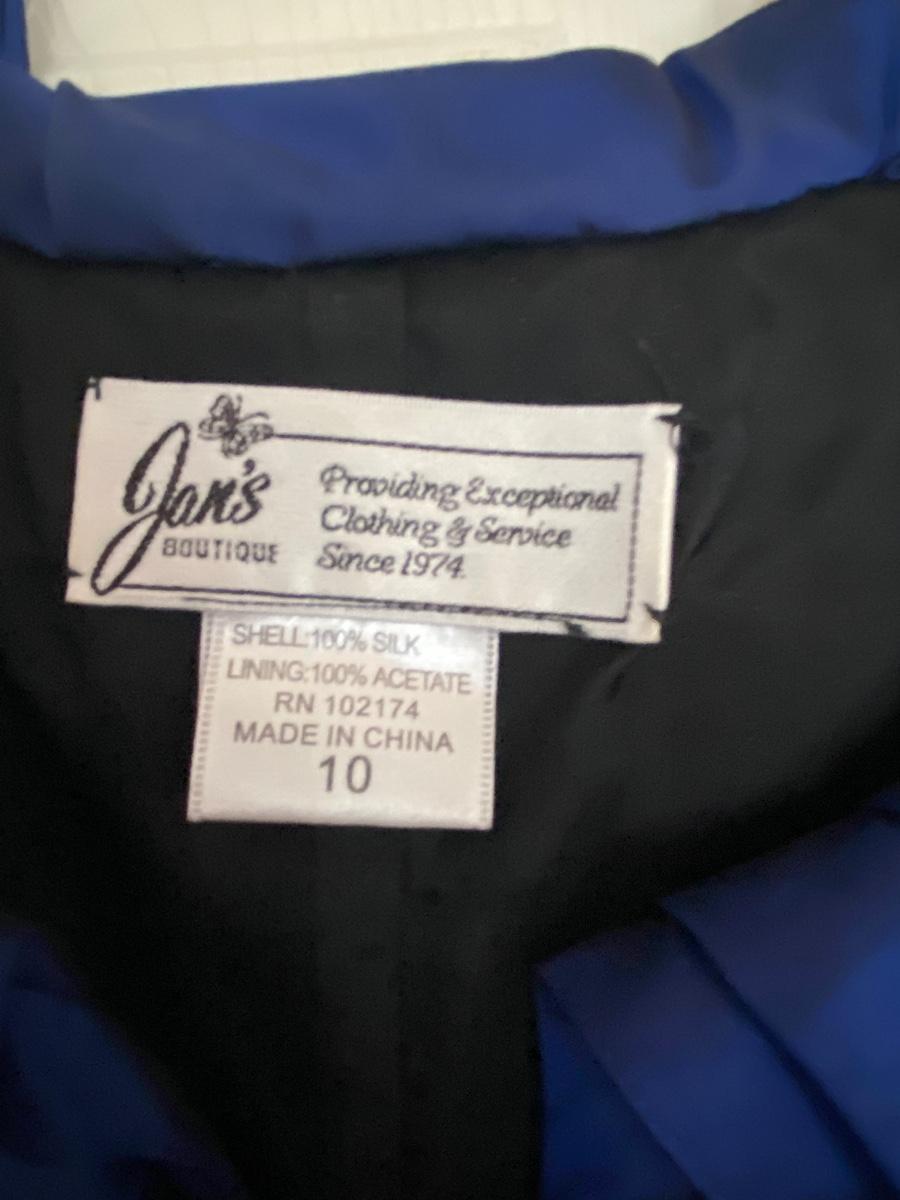 Jan's
BOUTIQUE
Providing Exceptional
Clothing & Service
Since 1974
SHELL:100% SILK
LINING:100% ACETATE
RN 102174
MADE IN CHINA
10